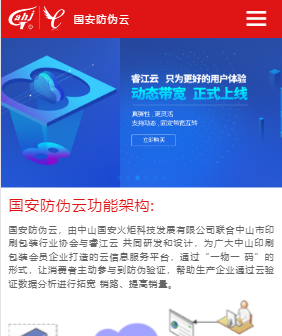 国安防伪云
睿江云 只为更好的用户体验
动态带宽 正式上线
真弹性，更灵活
支持动态，固定带宽互转
立即购买
国安防伪云功能架构:
国安防伪云，由中山国安火炬科技发展有限公司联合中山市印
刷包装行业协会与睿江云 共同研发和设计，为广大中山印刷
包装会员企业打造的云信息服务平台，通过“一物一 码”的
形式，让消费者主动参与到防伪验证，帮助生产企业通过云验
证数据分析进行拓宽 销路、提高销量。